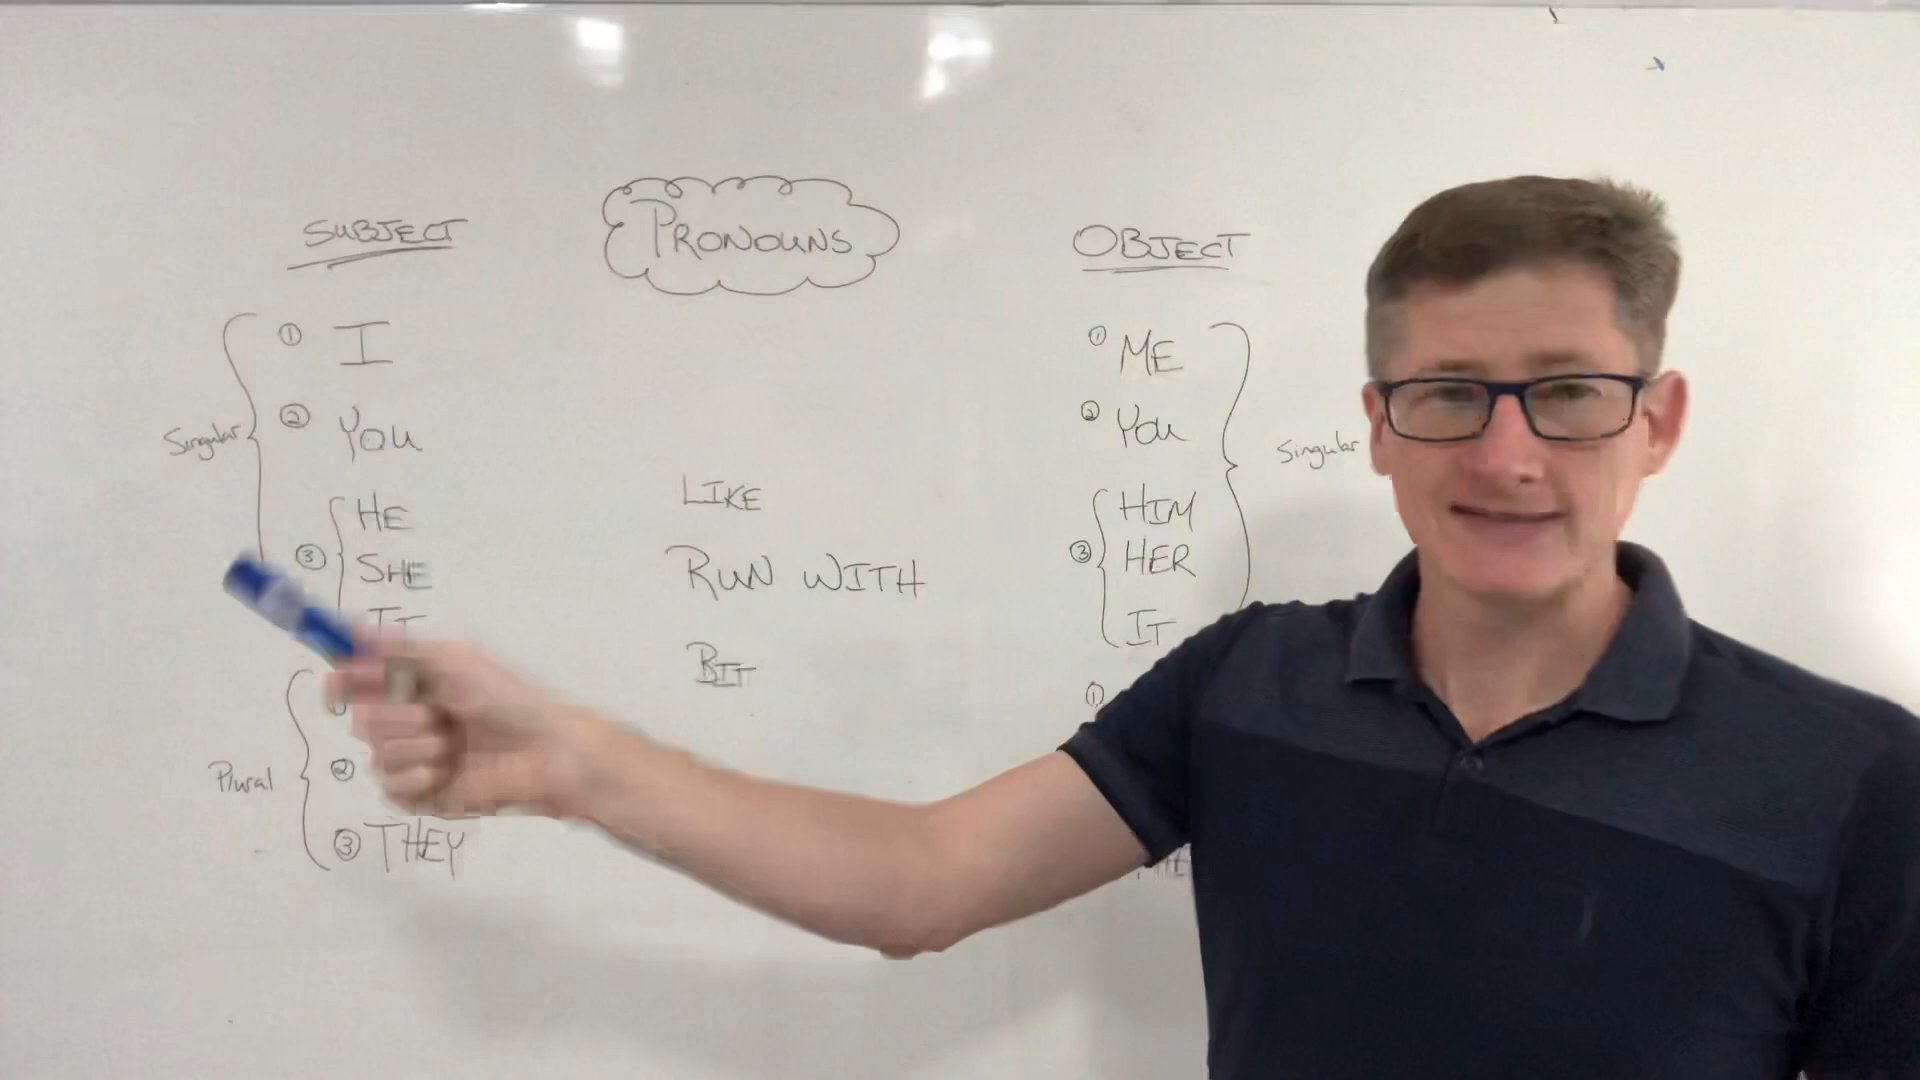 PRONOUNS
SUBJECT
Singular
① I
② YOU
③ HE
SHE
IT
Plural
②
③ THEY
LIKE
RUN WITH
BIT
OBJECT
① ME
② YOU
③ HIM
HER
IT
Singular
①